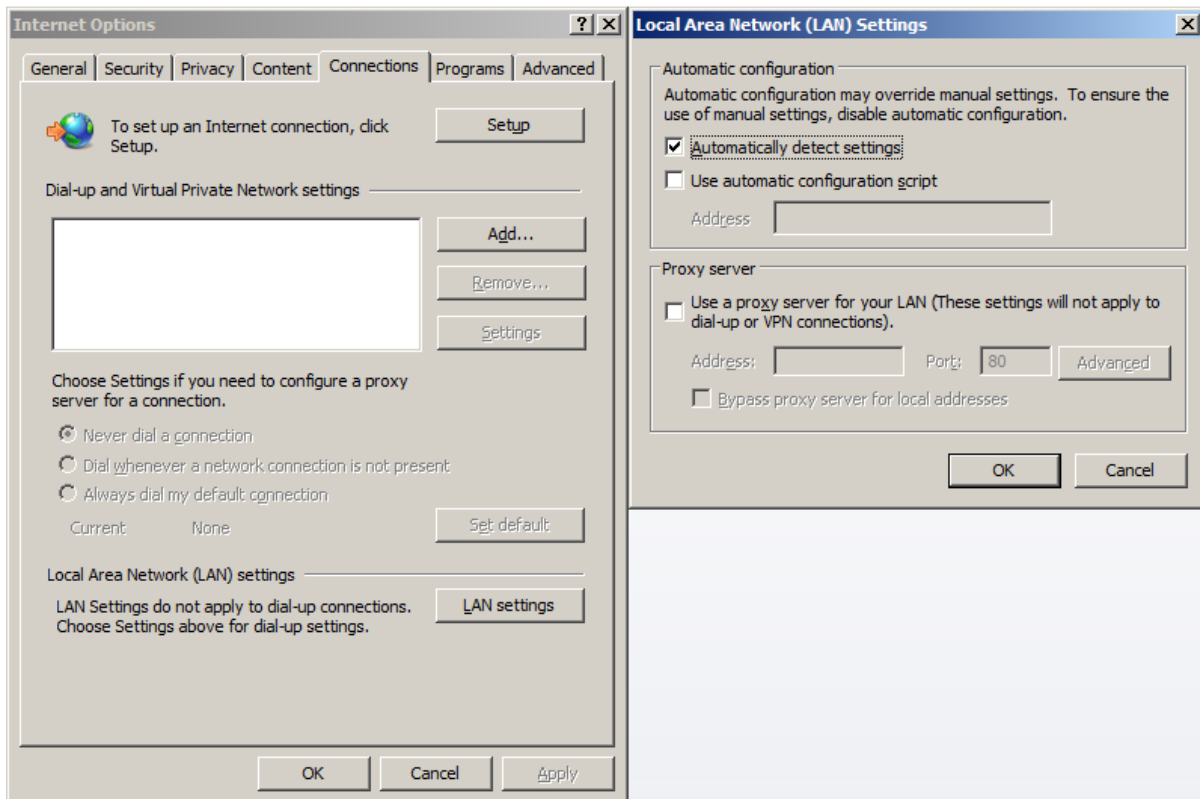 Internet Options
General
Security
Privacy
Content
Connections
Programs
Advanced
To set up an Internet connection, click
Setup.
Setup
Dial-up and Virtual Private Network settings
Add...
Remove...
Settings
Choose Settings if you need to configure a proxy
server for a connection.
Never dial a connection
Dial whenever a network connection is not present
Always dial my default connection
Current
None
Set default
Local Area Network (LAN) settings
LAN Settings do not apply to dial-up connections.
Choose Settings above for dial-up settings.
LAN settings
OK
Cancel
Apply
Local Area Network (LAN) Settings
Automatic configuration
Automatic configuration may override manual settings. To ensure the
use of manual settings, disable automatic configuration.
Automatically detect settings
Use automatic configuration script
Address
Proxy server
Use a proxy server for your LAN (These settings will not apply to
dial-up or VPN connections).
Address:
Port:
80
Advanced
Bypass proxy server for local addresses
OK
Cancel